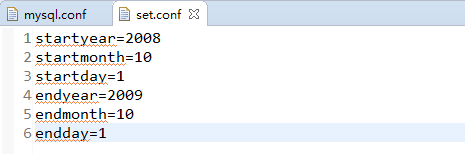 mysql.conf set.conf
1 startyear=2008
2 startmonth=10
3 startday=1
4 endyear=2009
5 endmonth=10
6 endday=1